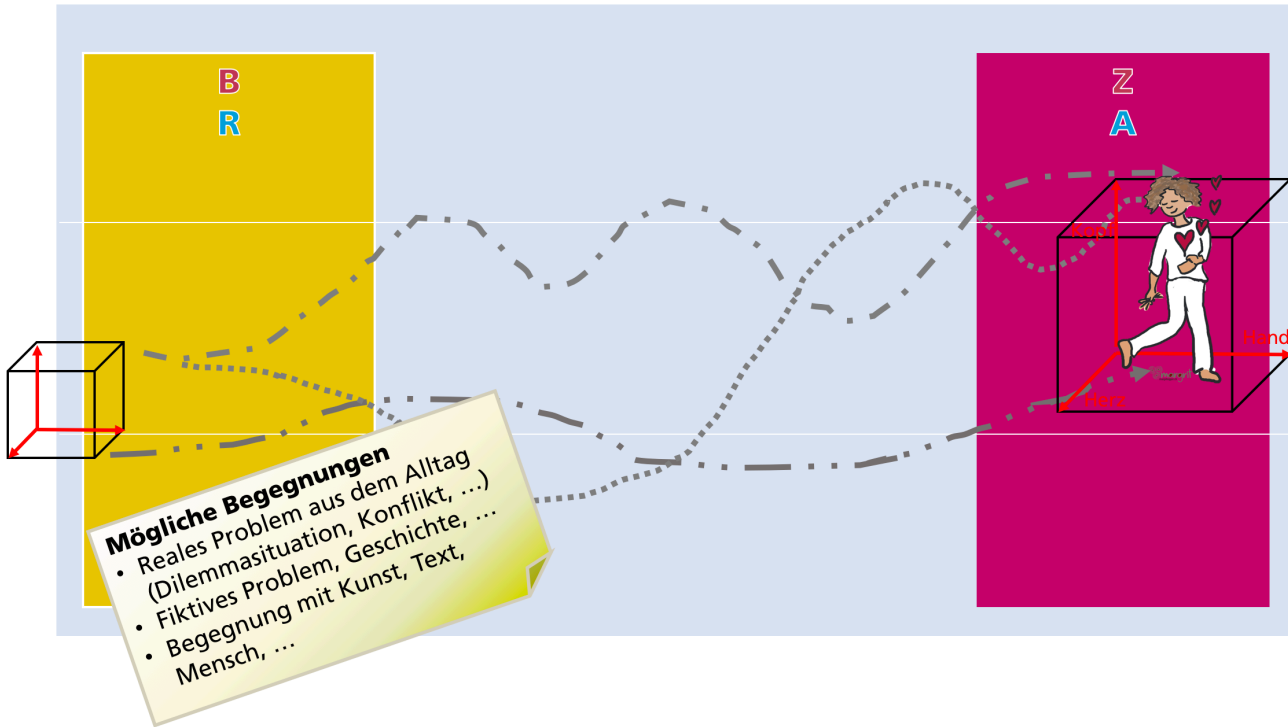 B
R
Z
A
Kopf
Hand
Herz
Mögliche Begegnungen
• Reales Problem aus dem Alltag
(Dilemmasituation, Konflikt, …)
• Fiktives Problem, Geschichte, …
• Begegnung mit Kunst, Text,
Mensch, …